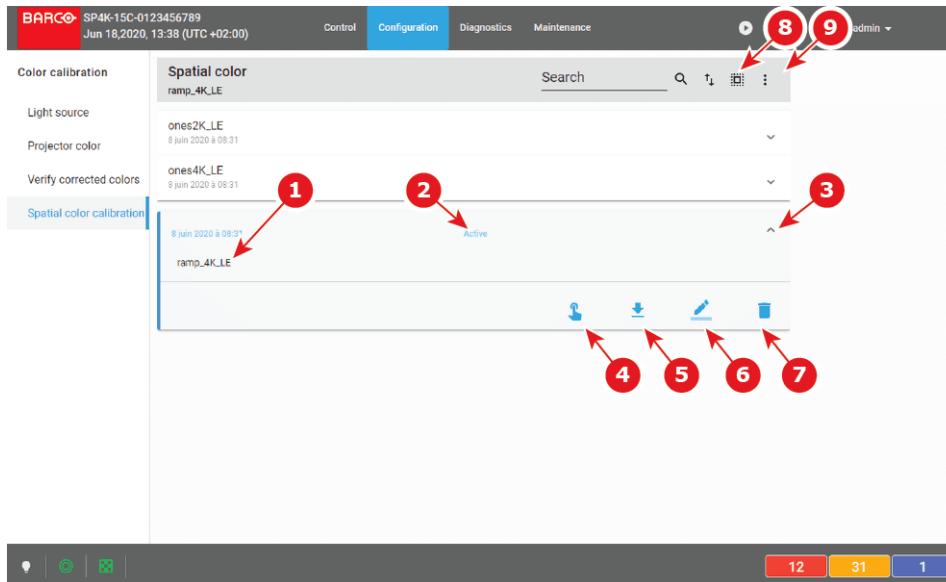 BARCO SP4K-15C-0123456789
Jun 18,2020, 13:38 (UTC +02:00)
Control Configuration Diagnostics Maintenance
admin
8 9
Color calibration
Light source
Projector color
Verify corrected colors
Spatial color calibration
Spatial color
ramp_4K_LE
Search
ones2K_LE
8 juin 2020 à 08:31
ones4K_LE
8 juin 2020 à 08:31
1 2 3
8 juin 2020 à 08:31 Active
ramp_4K_LE
4 5 6 7
12 31 1